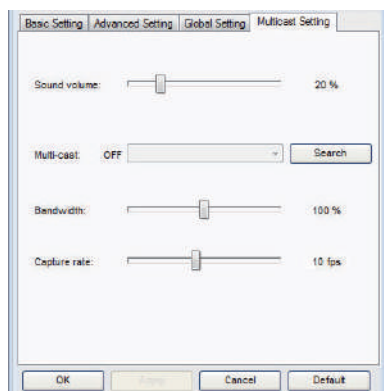 Basic Setting Advanced Setting Global Setting Multicast Setting
Sound volume: 20 %
Multi-cast: OFF Search
Bandwidth: 100 %
Capture rate: 10 fps
OK Apply Cancel Default